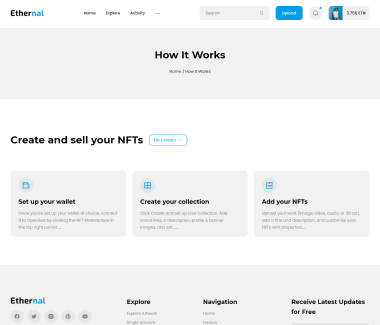 Ethernal
Home Explore Activity ···
Search
Upload
3.756 ETH
How It Works
Home / How It Works
Create and sell your NFTs
For Creator
Set up your wallet
Once you've set up your wallet of choice, connect
it to OpenSea by clicking the NFT Marketplace in
the top right corner....
Create your collection
Click Create and set up your collection. Add
social links, a description, profile & banner
images, and set ....
Add your NFTs
Upload your work (image, video, audio, or 3D art),
add a title and description, and customize your
NFTs with properties...
Ethernal
Explore
Explore Artwork
Single Artwork
Navigation
Home
Explore
Receive Latest Updates
for Free